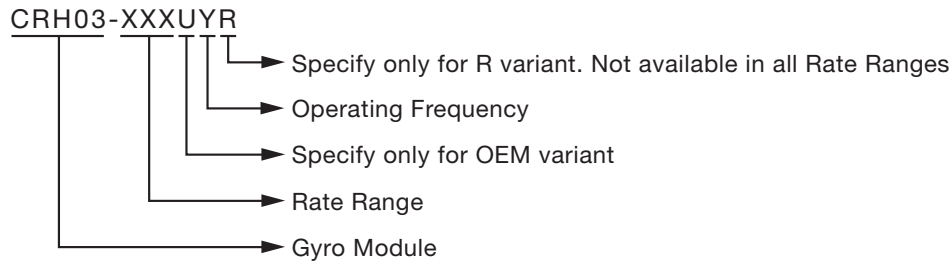 CRH03-XXXUYR
Specify only for R variant. Not available in all Rate Ranges
Operating Frequency
Specify only for OEM variant
Rate Range
Gyro Module